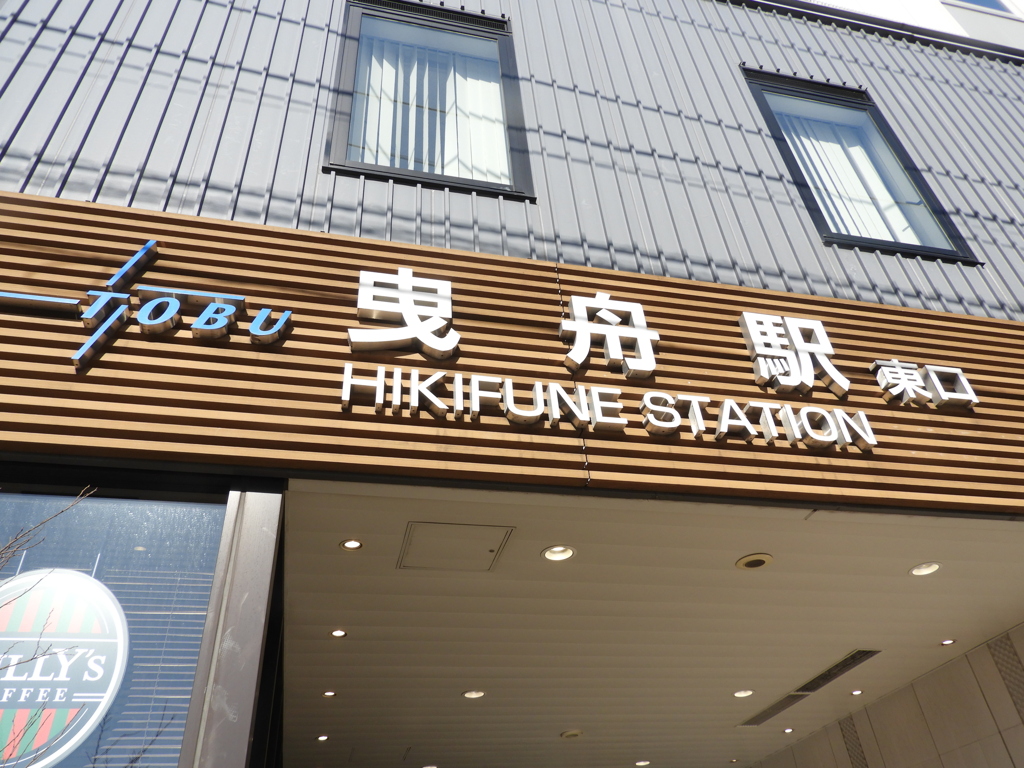 TOBU
曳舟駅 東口
HIKIFUNE STATION
LLY'S
FFEE